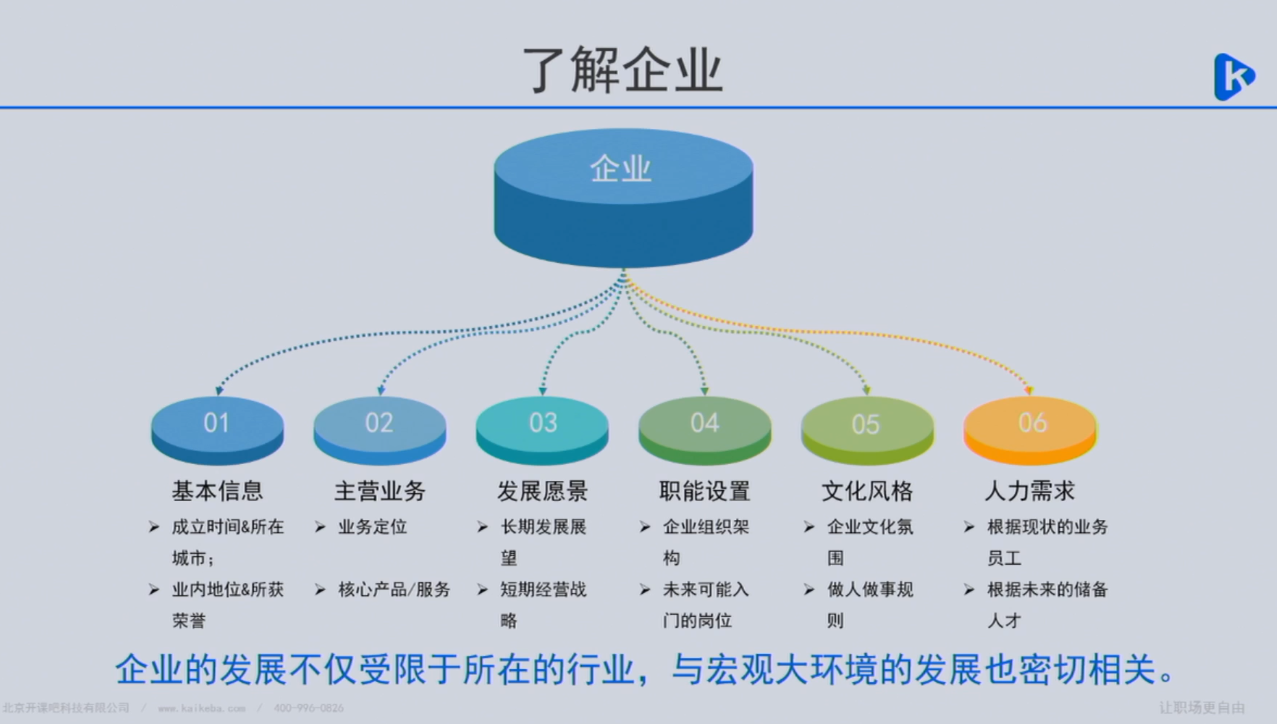 了解企业
k
企业
01
02
03
04
05
06
基本信息
主营业务
发展愿景
职能设置
文化风格
人力需求
成立时间&所在
城市；
业内地位&所获
荣誉
业务定位
核心产品/服务
长期发展展
望
短期经营战
略
企业组织架
构
未来可能入
门的岗位
企业文化氛
围
做人做事规
则
根据现状的业务
员工
根据未来的储备
人才
企业的发展不仅受限于所在的行业，与宏观大环境的发展也密切相关。
北京开课吧科技有限公司 / www.kaikeba.com / 400-996-0826
让职场更自由